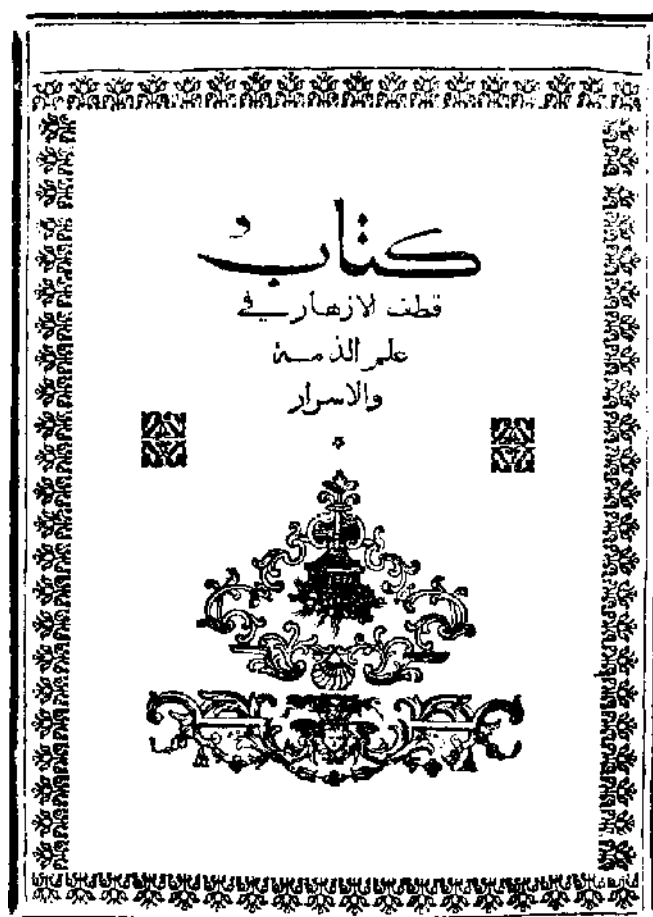 كتاب
قطف الازهار في
علم الذمة
والاسرار